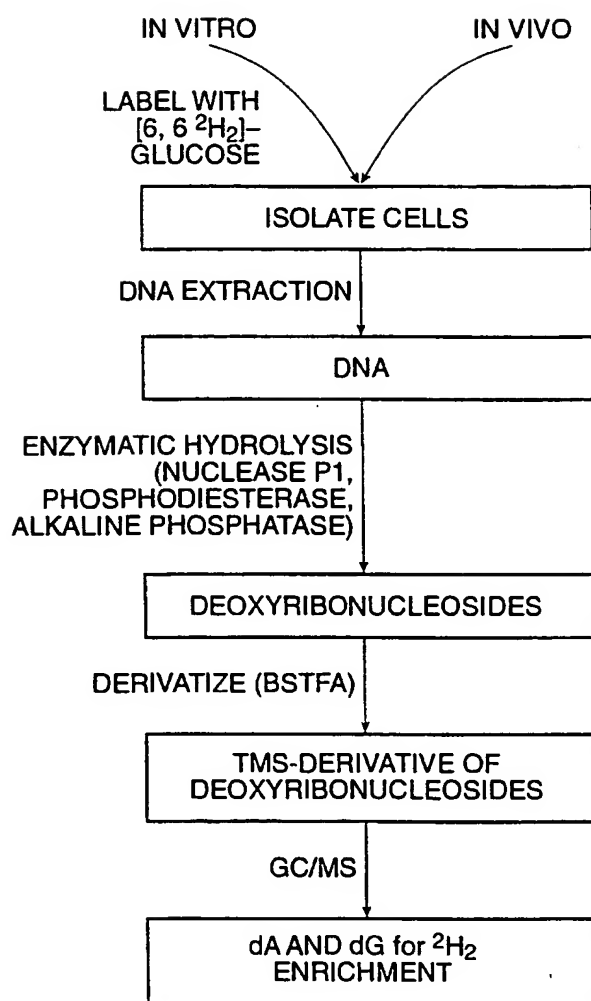 IN VITRO
IN VIVO
LABEL WITH
[6, 6 ²H₂]–
GLUCOSE
ISOLATE CELLS
DNA EXTRACTION
DNA
ENZYMATIC HYDROLYSIS
(NUCLEASE P1,
PHOSPHODIESTERASE,
ALKALINE PHOSPHATASE)
DEOXYRIBONUCLEOSIDES
DERIVATIZE (BSTFA)
TMS-DERIVATIVE OF
DEOXYRIBONUCLEOSIDES
GC/MS
dA AND dG for ²H₂
ENRICHMENT